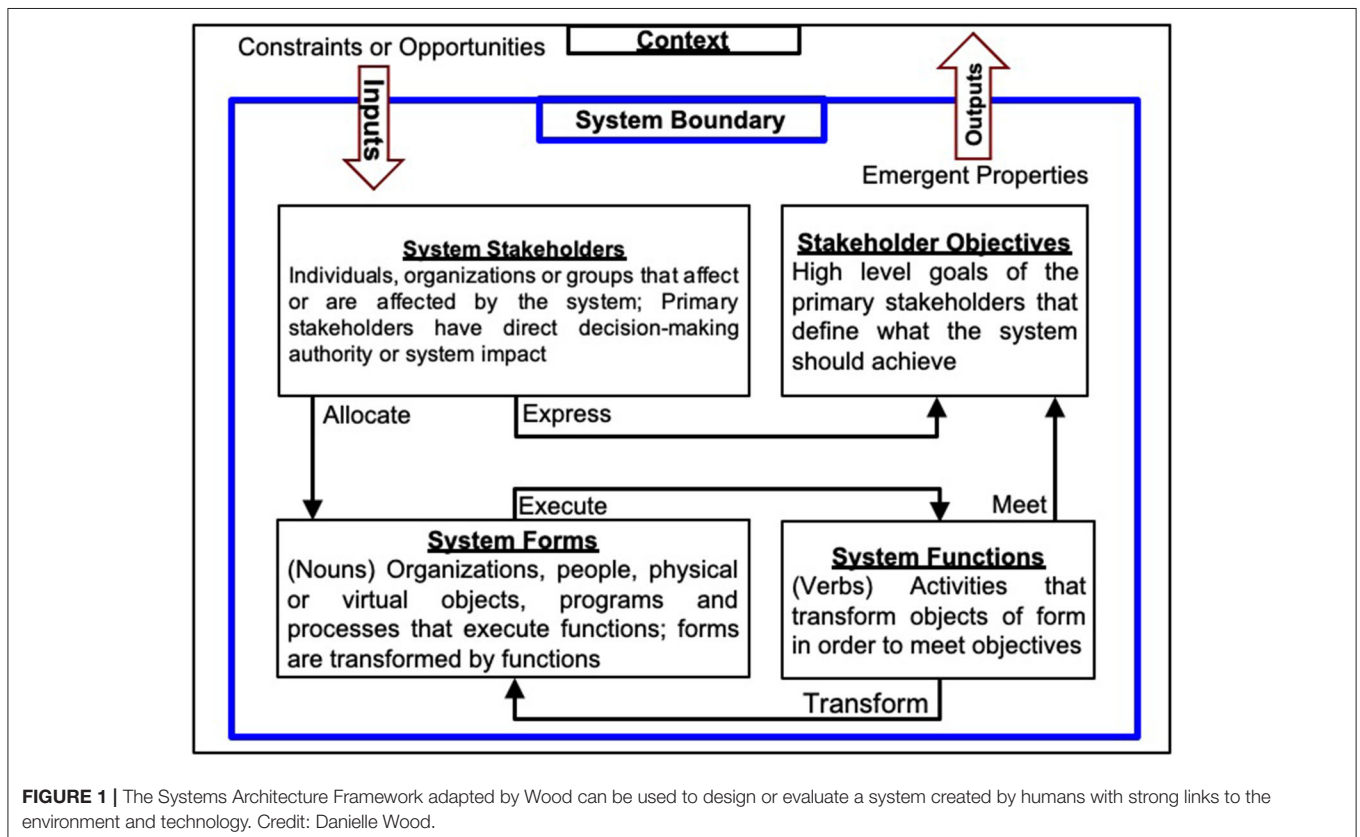 Constraints or Opportunities
Context
Inputs
Outputs
System Boundary
Emergent Properties
System Stakeholders
Individuals, organizations or groups that affect
or are affected by the system; Primary
stakeholders have direct decision-making
authority or system impact
Stakeholder Objectives
High level goals of the
primary stakeholders that
define what the system
should achieve
Allocate
Express
Execute
Meet
System Forms
(Nouns) Organizations, people, physical
or virtual objects, programs and
processes that execute functions; forms
are transformed by functions
System Functions
(Verbs) Activities that
transform objects of form
in order to meet objectives
Transform
FIGURE 1 | The Systems Architecture Framework adapted by Wood can be used to design or evaluate a system created by humans with strong links to the
environment and technology. Credit: Danielle Wood.